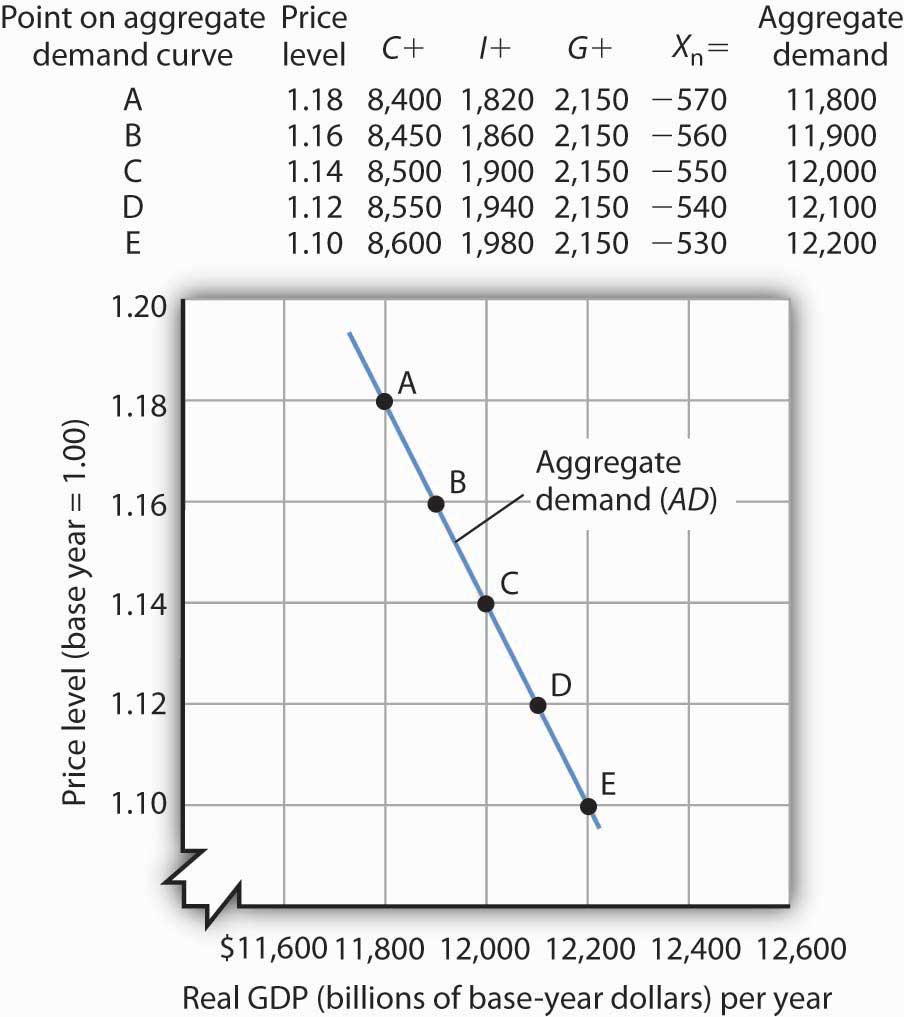 Point on aggregate demand curve Price level C+ I+ G+ Xn= Aggregate demand
A 1.18 8,400 1,820 2,150 −570 11,800
B 1.16 8,450 1,860 2,150 −560 11,900
C 1.14 8,500 1,900 2,150 −550 12,000
D 1.12 8,550 1,940 2,150 −540 12,100
E 1.10 8,600 1,980 2,150 −530 12,200
Price level (base year = 1.00)
1.20
1.18
1.16
1.14
1.12
1.10
A
B
Aggregate
demand (AD)
C
D
E
$11,600 11,800 12,000 12,200 12,400 12,600
Real GDP (billions of base-year dollars) per year